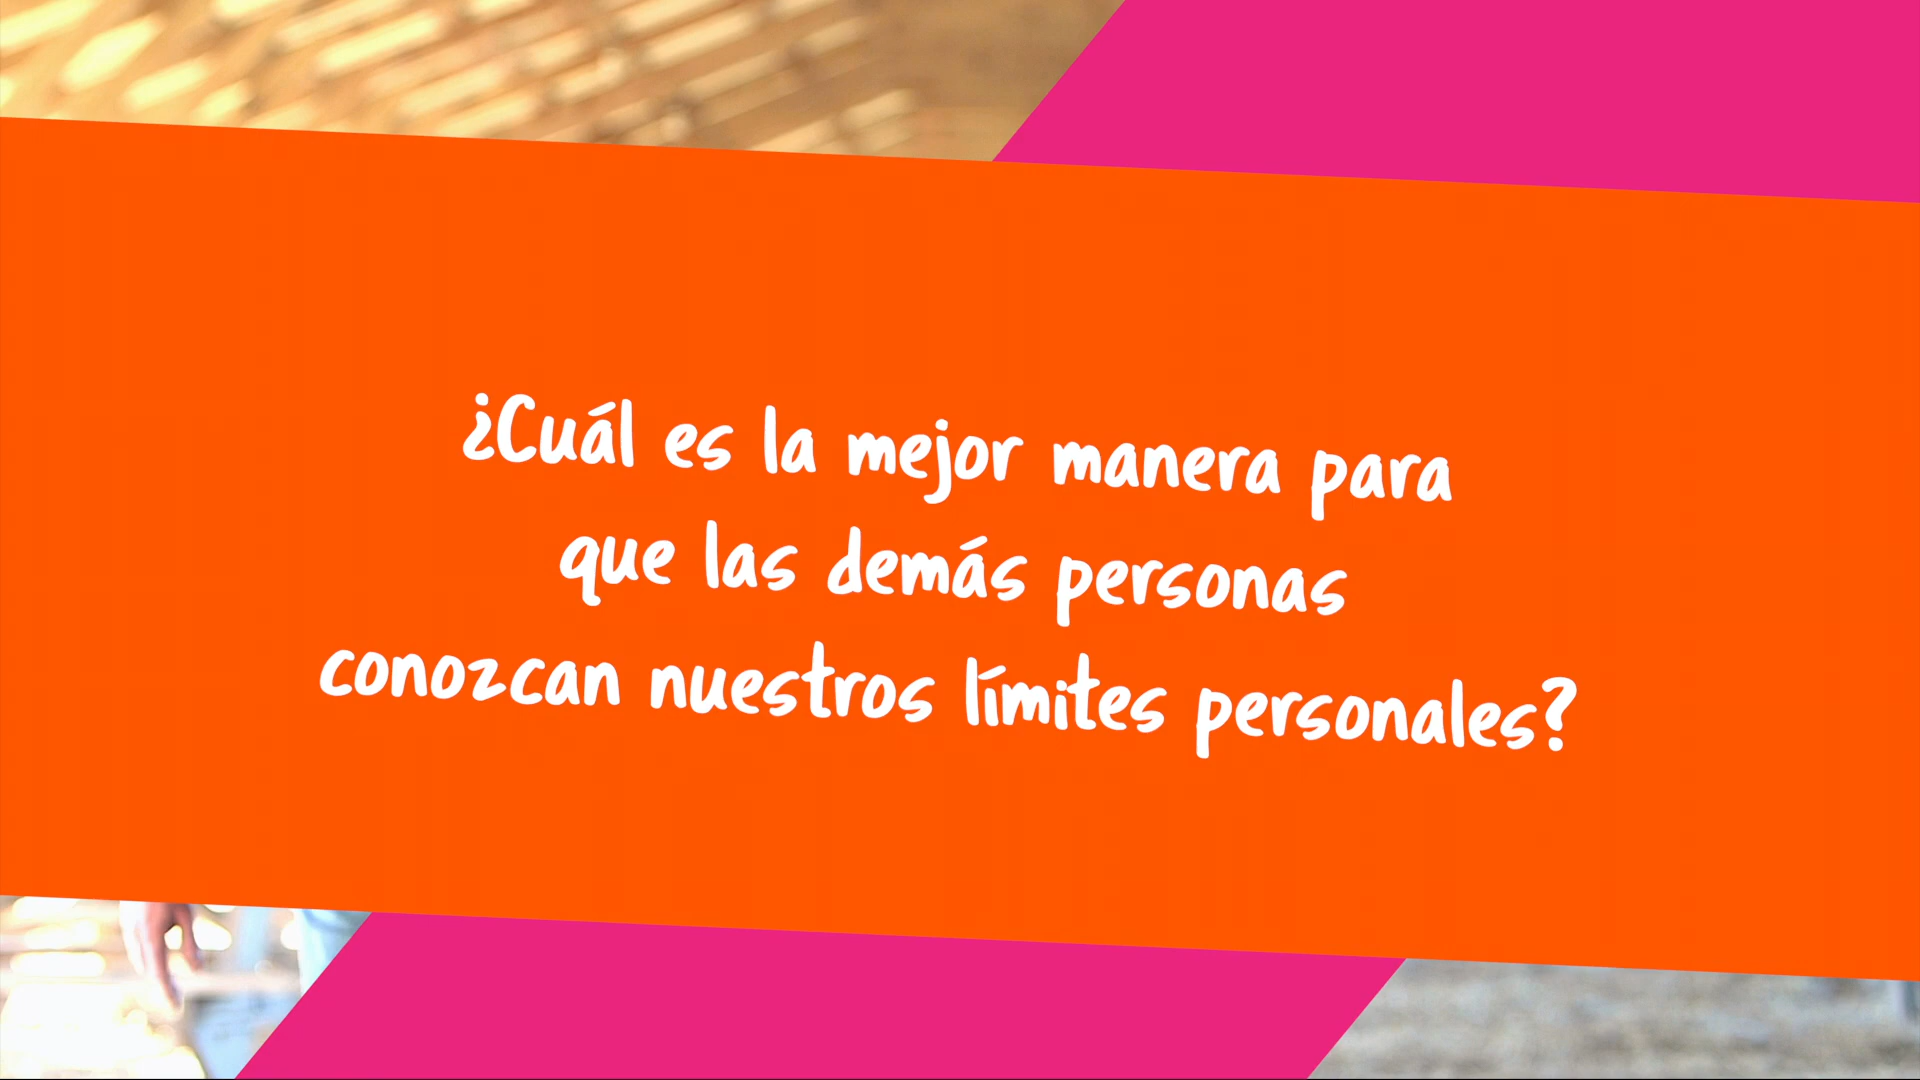 ¿Cuál es la mejor manera para
que las demás personas
conozcan nuestros límites personales?